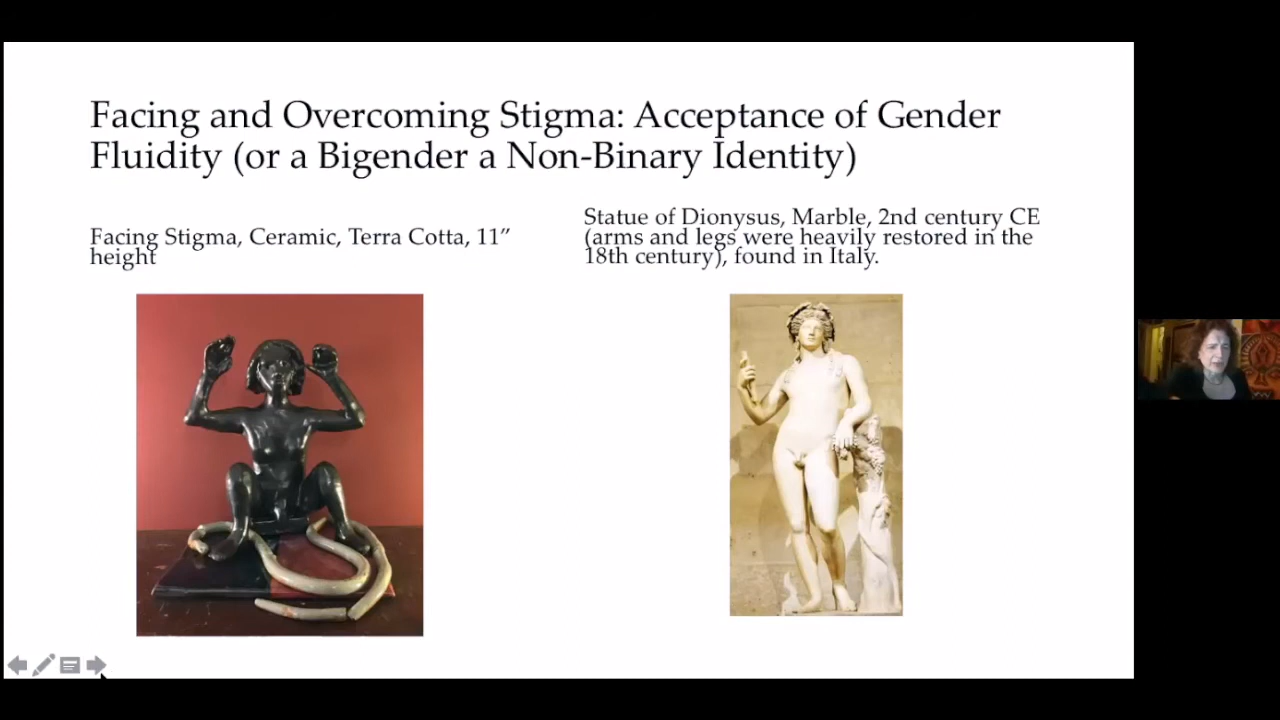 Facing and Overcoming Stigma: Acceptance of Gender
Fluidity (or a Bigender a Non-Binary Identity)
Facing Stigma, Ceramic, Terra Cotta, 11”
height
Statue of Dionysus, Marble, 2nd century CE
(arms and legs were heavily restored in the
18th century), found in Italy.